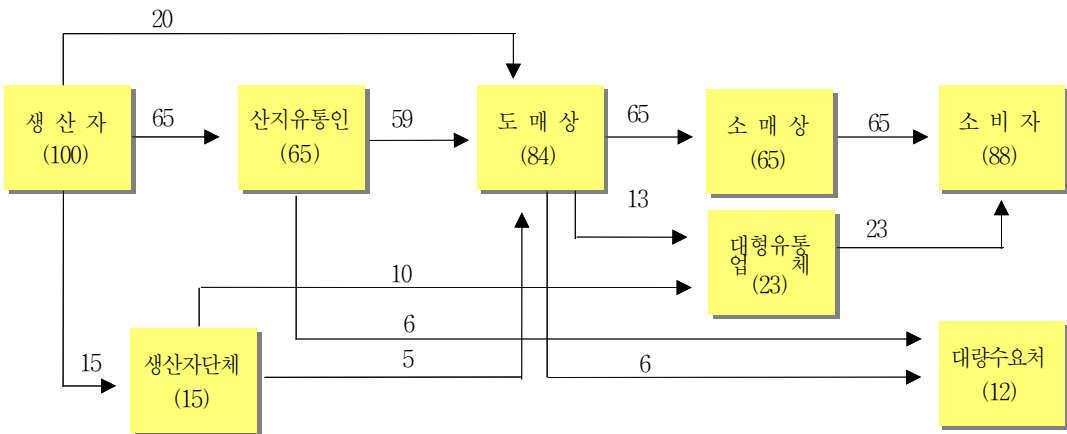 20
생 산 자
(100)
65
산지유통인
(65)
59
도 매 상
(84)
65
소 매 상
(65)
65
소 비 자
(88)
13
대형유통
업 체
(23)
23
10
6
15
생산자단체
(15)
5
6
대량수요처
(12)